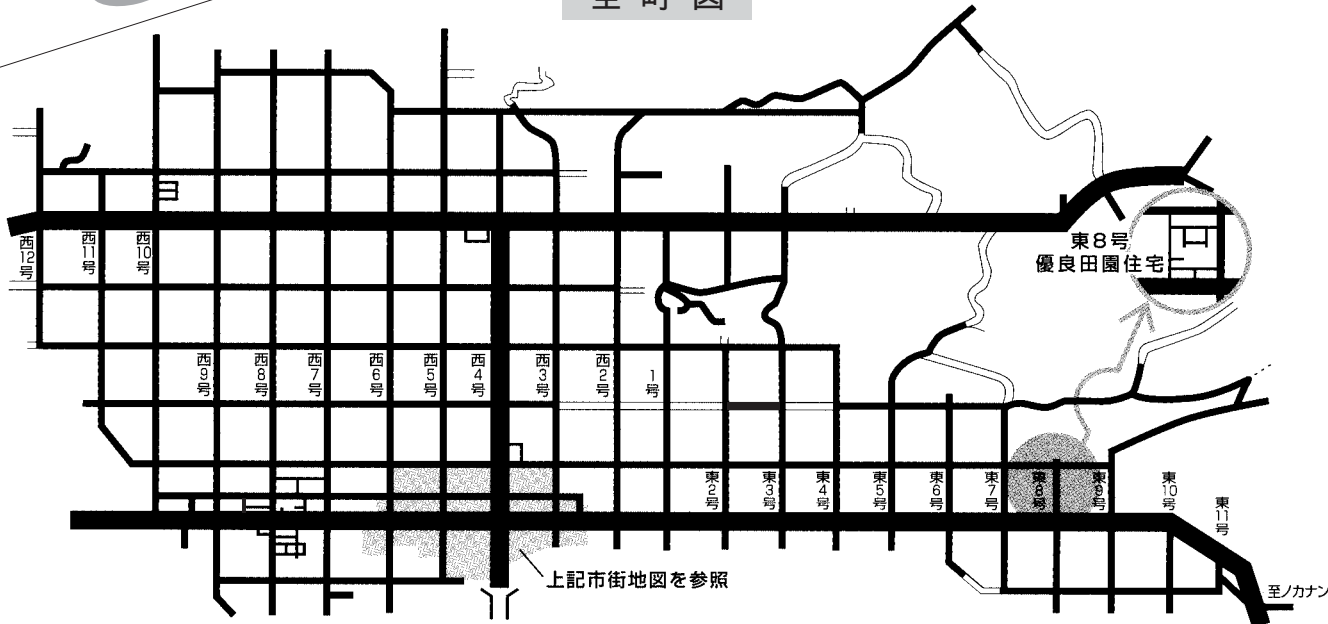 全町図
東8号
優良田園住宅
西12号
西11号
西10号
西9号
西8号
西7号
西6号
西5号
西4号
西3号
西2号
1号
東2号
東3号
東4号
東5号
東6号
東7号
東8号
東9号
東10号
東11号
上記市街地図を参照
至ノカナン